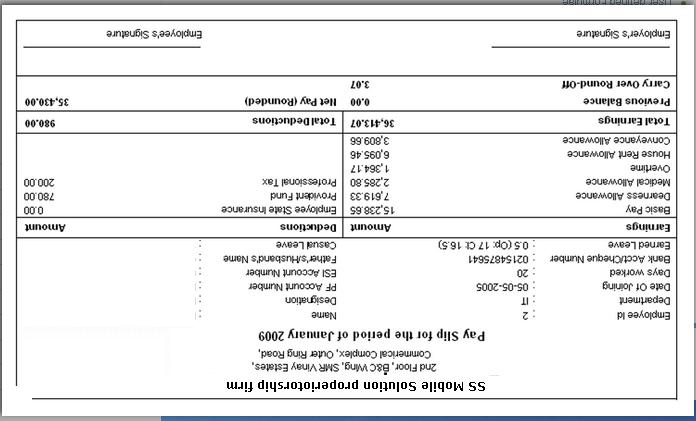 SS Mobile Solution properiotorship firm
2nd Floor, B&C Wing, SMR Vinay Estates,
Commerical Complex, Outer Ring Road,
Pay Slip for the period of January 2009
Employee Id : 2 Name :
Department : IT Designation :
Date Of Joining : 05-05-2005 PF Account Number :
Days worked : 20 ESI Account Number :
Bank Acct/Cheque Number : 02154875641 Father's/Husband's Name :
Earned Leave : 0.5 (Op: 17 Cl: 16.5) Casual Leave :
Earnings Amount Deductions Amount
Basic Pay 15,238.65 Employee State Insurance 0.00
Dearness Allowance 7,619.33 Provident Fund 780.00
Medical Allowance 2,285.80 Professional Tax 200.00
Overtime 1,364.17
House Rent Allowance 6,095.46
Conveyance Allowance 3,809.66
Total Earnings 36,413.07 Total Deductions 980.00
Previous Balance 0.00 Net Pay (Rounded) 35,430.00
Carry Over Round-Off 3.07
Employer's Signature Employee's Signature